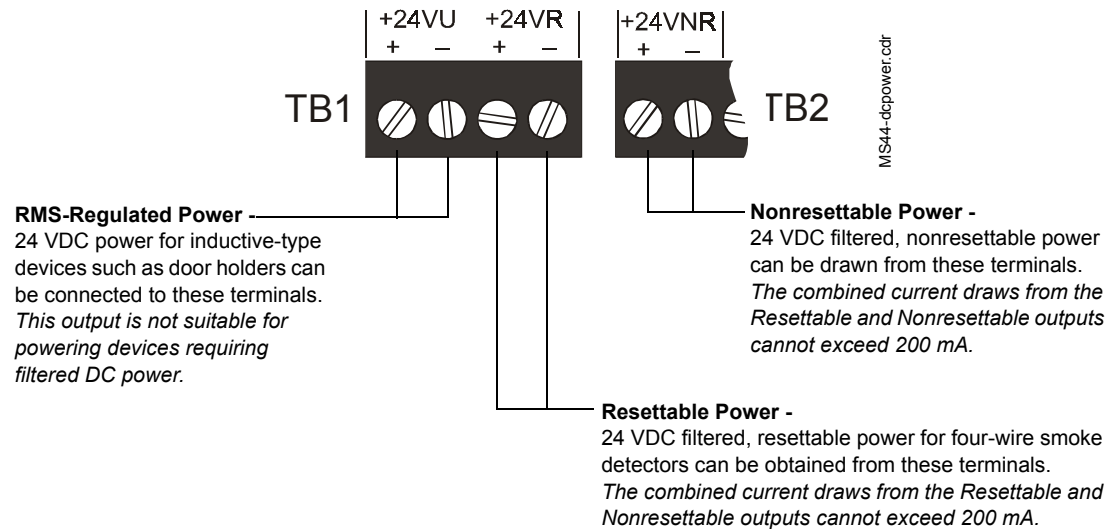 +24VU +24VR +24VNR
+ – + – + –
TB1 TB2
MS44-dcpower.cdr
RMS-Regulated Power -
24 VDC power for inductive-type
devices such as door holders can
be connected to these terminals.
This output is not suitable for
powering devices requiring
filtered DC power.
Nonresettable Power -
24 VDC filtered, nonresettable power
can be drawn from these terminals.
The combined current draws from the
Resettable and Nonresettable outputs
cannot exceed 200 mA.
Resettable Power -
24 VDC filtered, resettable power for four-wire smoke
detectors can be obtained from these terminals.
The combined current draws from the Resettable and
Nonresettable outputs cannot exceed 200 mA.